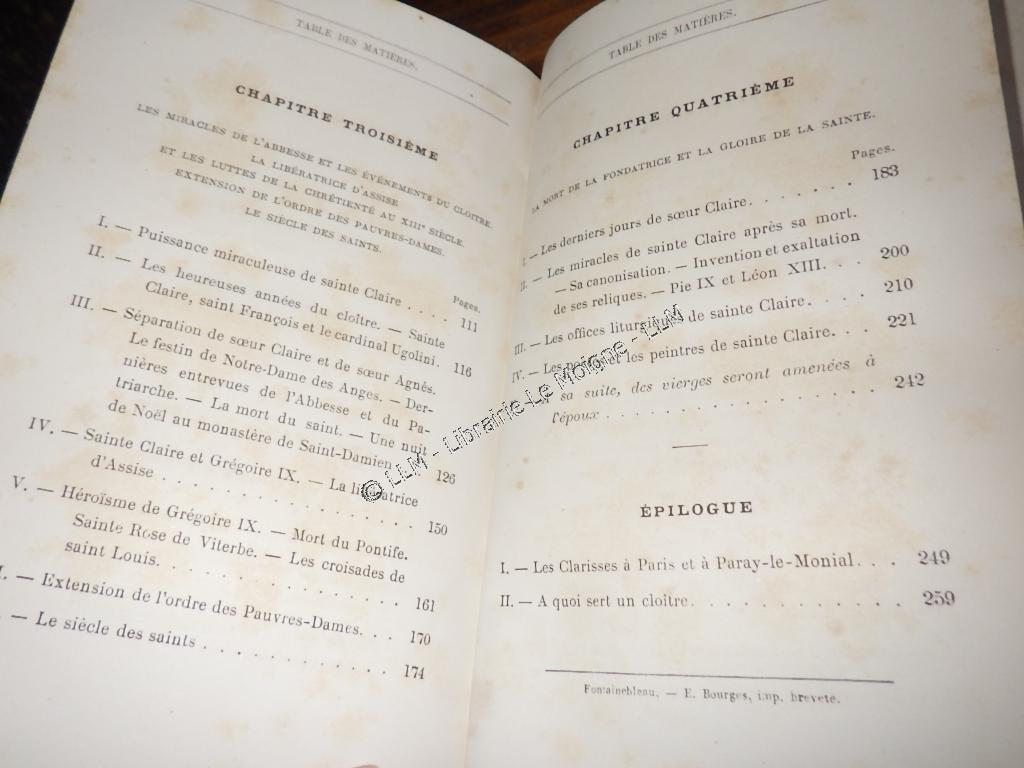 TABLE DES MATIÈRES.
CHAPITRE TROISIÈME
LES MIRACLES DE L'ABBESSE ET LES ÉVÉNEMENTS DU CLOITRE.
LA LIBÉRATRICE D'ASSISE
ET LES LUTTES DE LA CHRÉTIENTÉ AU XIIIe SIÈCLE.
EXTENSION DE L'ORDRE DES PAUVRES-DAMES.
LE SIÈCLE DES SAINTS.
Pages.
I. — Puissance miraculeuse de sainte Claire . . . . 111
II. — Les heureuses années du cloître. — Sainte
Claire, saint François et le cardinal Ugolini. 116
III. — Séparation de sœur Claire et de sœur Agnès.
Le festin de Notre-Dame des Anges. — Der-
nières entrevues de l'Abbesse et du Pa-
triarche. — La mort du saint. — Une nuit
de Noël au monastère de Saint-Damien . . 126
IV. — Sainte Claire et Grégoire IX. — La libératrice
d'Assise . . . . . . . . . . . . . . 150
V. — Héroïsme de Grégoire IX. — Mort du Pontife.
Sainte Rose de Viterbe. — Les croisades de
saint Louis. . . . . . . . . . . . . 161
I. — Extension de l'ordre des Pauvres-Dames. . . 170
— Le siècle des saints . . . . . . . . . . . 174
TABLE DES MATIÈRES.
CHAPITRE QUATRIÈME
LA MORT DE LA FONDATRICE ET LA GLOIRE DE LA SAINTE.
Pages.
I. — Les derniers jours de sœur Claire. . . . . . 183
II. — Les miracles de sainte Claire après sa mort.
— Sa canonisation. — Invention et exaltation
de ses reliques. — Pie IX et Léon XIII. . . 200
III. — Les offices liturgiques de sainte Claire. . . . 210
IV. — Les et les peintres de sainte Claire. . . 221
sa suite, des vierges seront amenées à
l'époux . . . . . . . . . . . . . . 242
ÉPILOGUE
I. — Les Clarisses à Paris et à Paray-le-Monial. . . 249
II. — A quoi sert un cloître. . . . . . . . . . . . 259
Fontainebleau. — E. Bourges, imp. breveté.
© LLM - Librairie Le Moigne - LLM